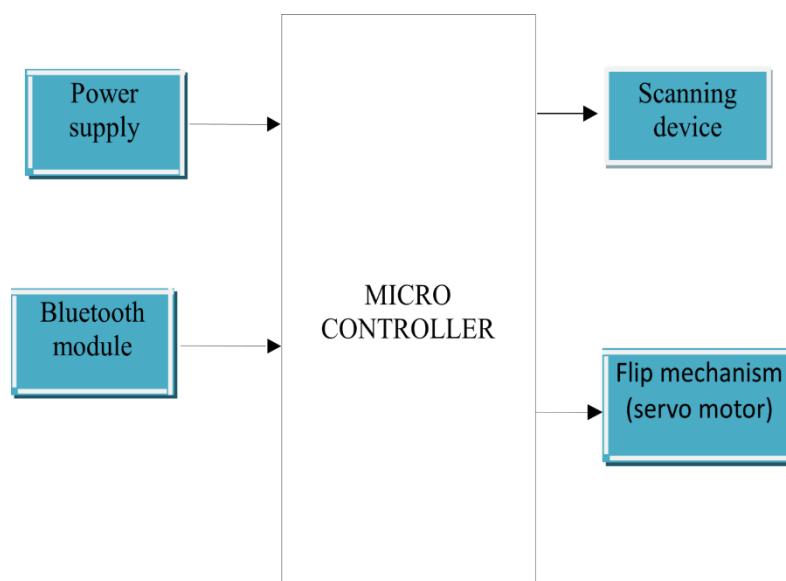 Power
supply
Scanning
device
Bluetooth
module
MICRO
CONTROLLER
Flip mechanism
(servo motor)